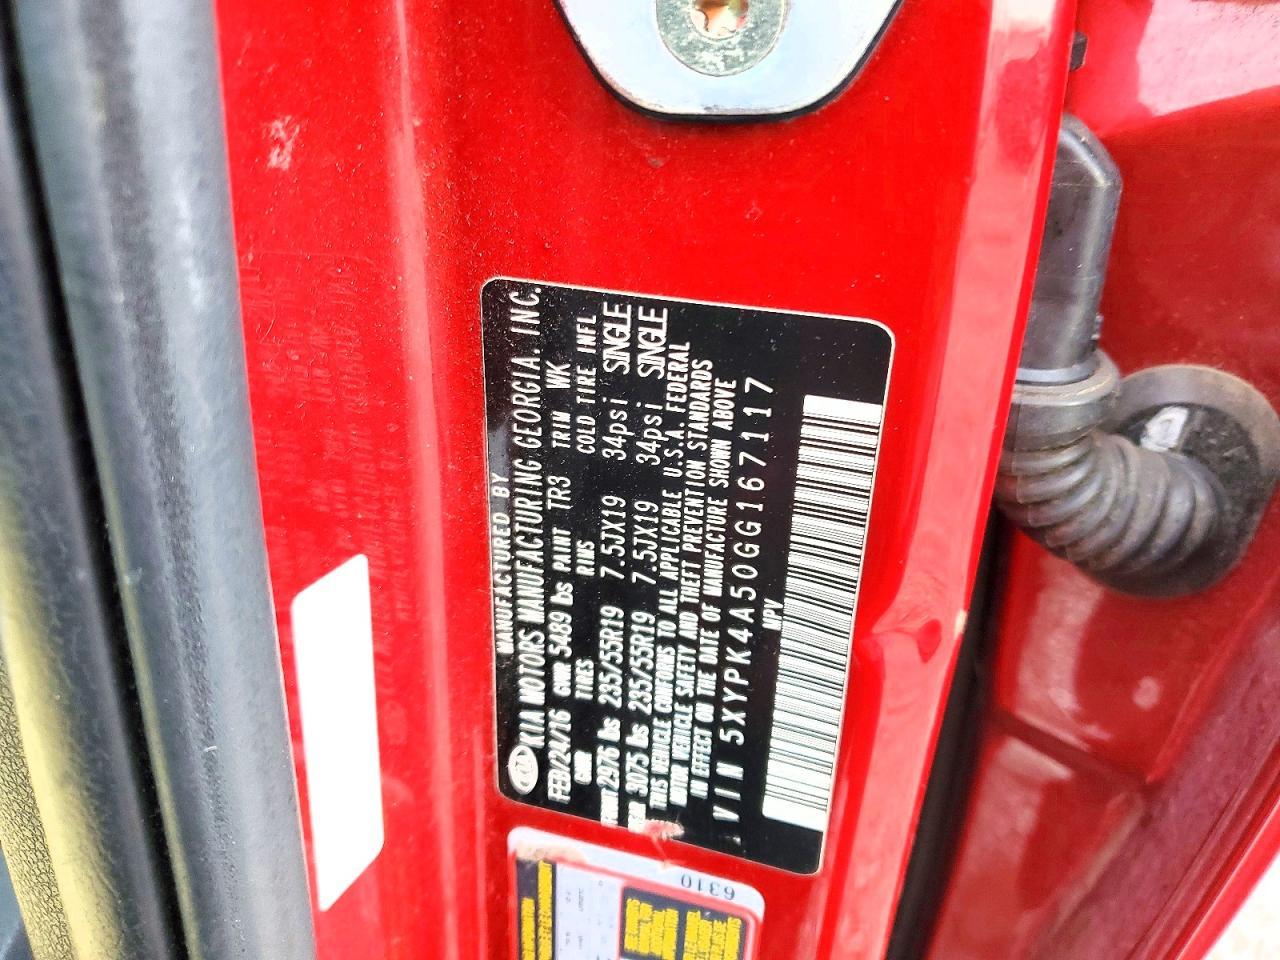 MANUFACTURED BY
KIA KIA MOTORS MANUFACTURING GEORGIA. INC.
FEB/24/16 GVWR 5489 lbs PAINT TR3 TRIM WK
GAWR TIRES RIMS COLD TIRE INFL
2976 lbs 235/55R19 7.5JX19 34psi SINGLE
3075 lbs 235/55R19 7.5JX19 34psi SINGLE
THIS VEHICLE CONFORMS TO ALL APPLICABLE U.S.A. FEDERAL
MOTOR VEHICLE SAFETY AND THEFT PREVENTION STANDARDS
IN EFFECT ON THE DATE OF MANUFACTURE SHOWN ABOVE
VIN 5XYPK4A50GG167117
MPV
6310